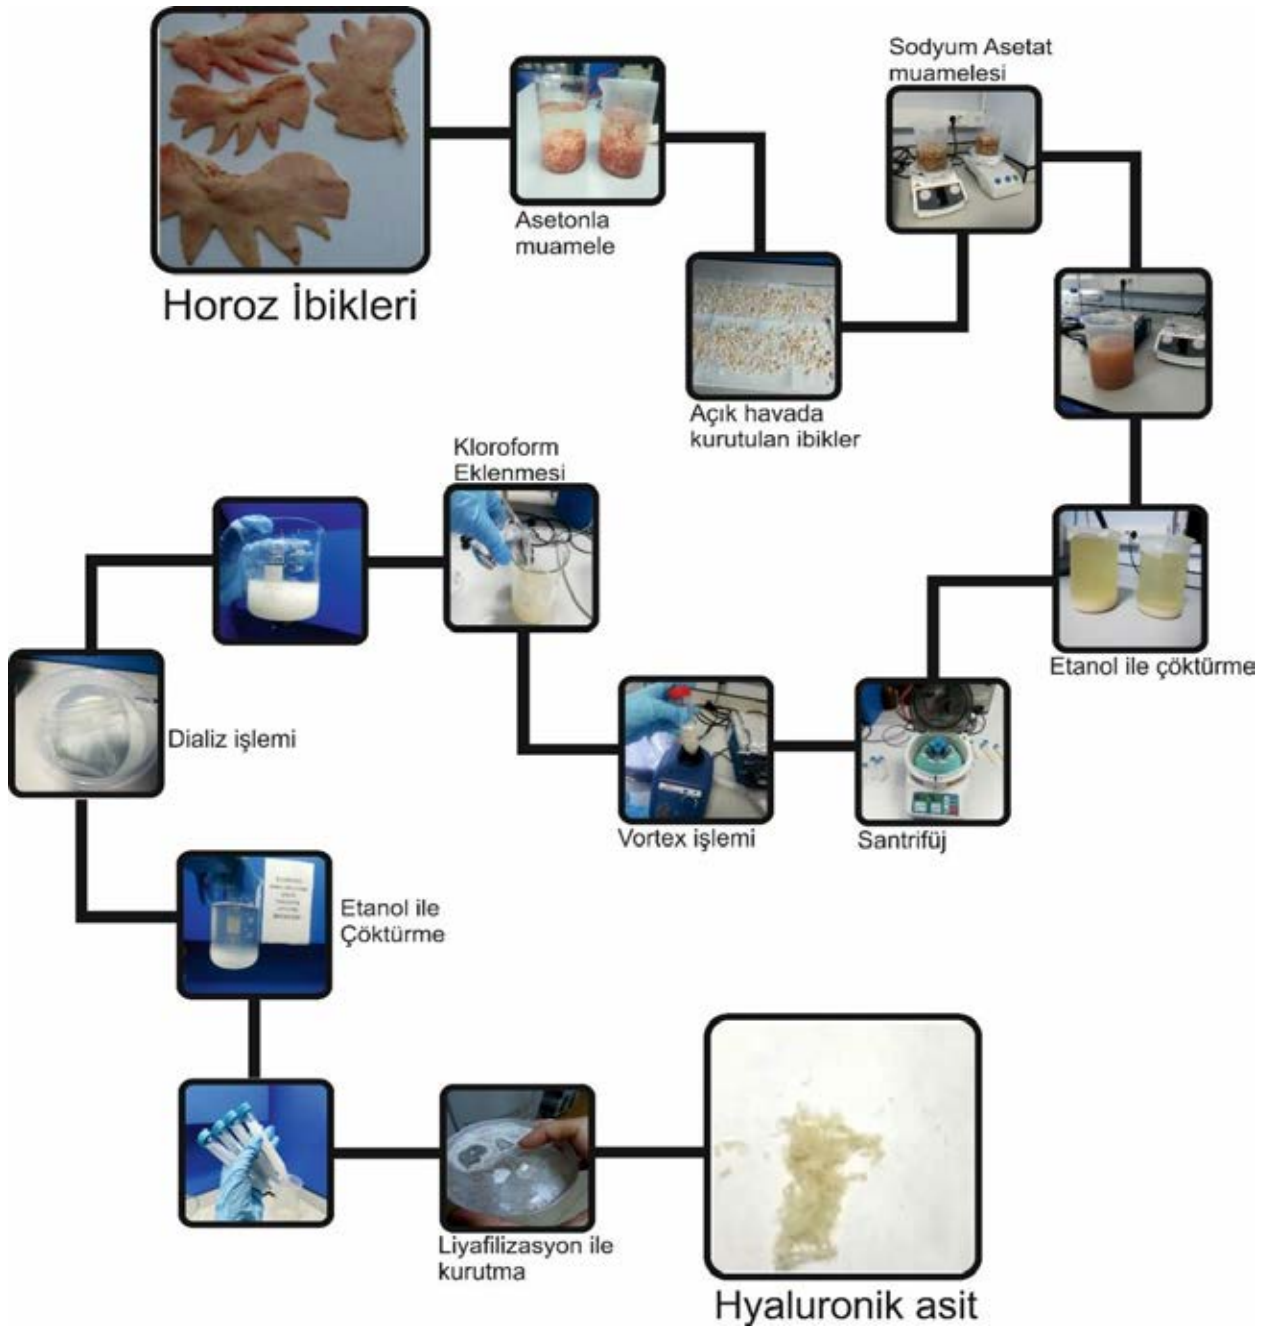 Horoz İbikleri
Asetonla
muamele
Açık havada
kurutulan ibikler
Sodyum Asetat
muamelesi
Etanol ile çöktürme
Santrifüj
Vortex işlemi
Kloroform
Eklenmesi
Dializ işlemi
Etanol ile
Çöktürme
Liyafilizasyon ile
kurutma
Hyaluronik asit